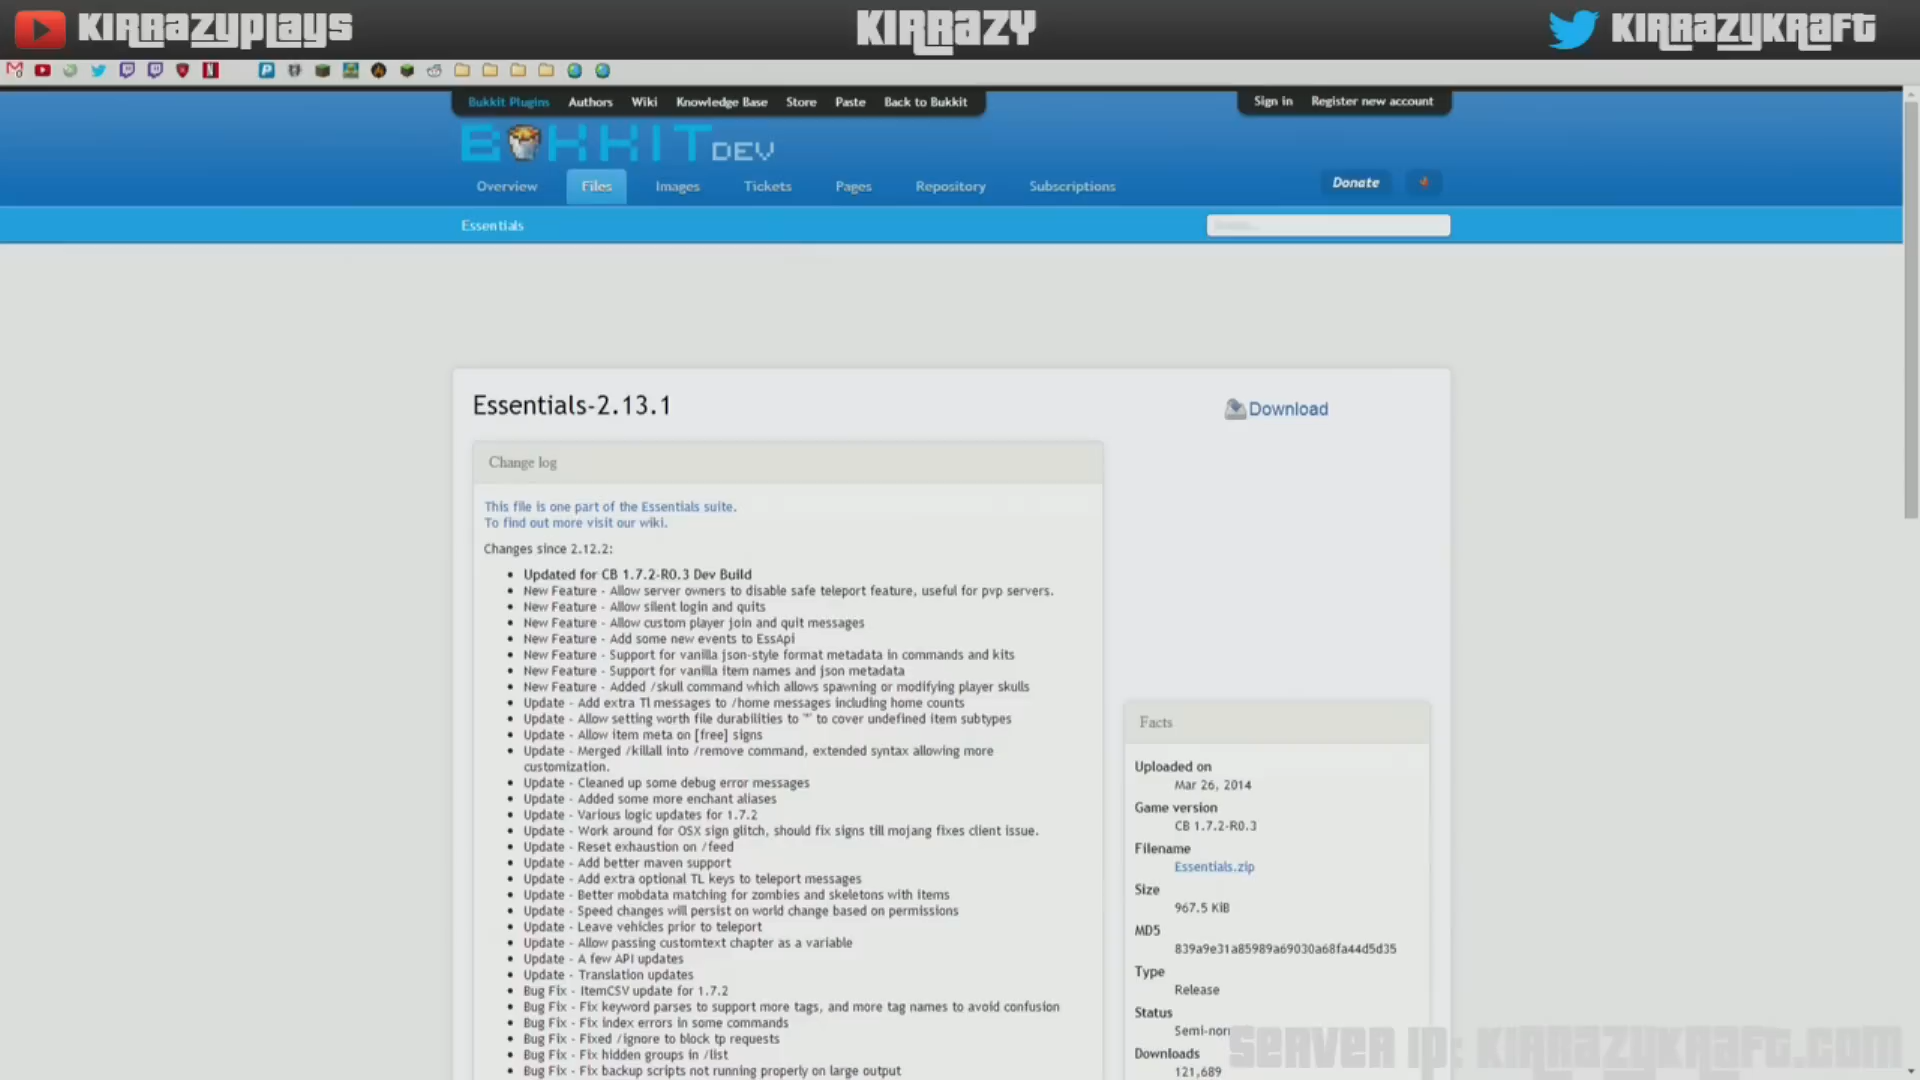 KIRRAZYPLAYS
KIRRAZY
KIRRAZYKRAFT
Bukkit Plugins Authors Wiki Knowledge Base Store Paste Back to Bukkit
Sign in Register new account
BUKKIT DEV
Overview Files Images Tickets Pages Repository Subscriptions
Donate
Essentials
Essentials-2.13.1
Download
Change log
This file is one part of the Essentials suite.
To find out more visit our wiki.
Changes since 2.12.2:
• Updated for CB 1.7.2-R0.3 Dev Build
• New Feature - Allow server owners to disable safe teleport feature, useful for pvp servers.
• New Feature - Allow silent login and quits
• New Feature - Allow custom player join and quit messages
• New Feature - Add some new events to EssApi
• New Feature - Support for vanilla json-style format metadata in commands and kits
• New Feature - Support for vanilla item names and json metadata
• New Feature - Added /skull command which allows spawning or modifying player skulls
• Update - Add extra Tl messages to /home messages including home counts
• Update - Allow setting worth file durabilities to '*' to cover undefined item subtypes
• Update - Allow item meta on [free] signs
• Update - Merged /killall into /remove command, extended syntax allowing more
customization.
• Update - Cleaned up some debug error messages
• Update - Added some more enchant aliases
• Update - Various logic updates for 1.7.2
• Update - Work around for OSX sign glitch, should fix signs till mojang fixes client issue.
• Update - Reset exhaustion on /feed
• Update - Add better maven support
• Update - Add extra optional TL keys to teleport messages
• Update - Better mobdata matching for zombies and skeletons with items
• Update - Speed changes will persist on world change based on permissions
• Update - Leave vehicles prior to teleport
• Update - Allow passing customtext chapter as a variable
• Update - A few API updates
• Update - Translation updates
• Bug Fix - ItemCSV update for 1.7.2
• Bug Fix - Fix keyword parses to support more tags, and more tag names to avoid confusion
• Bug Fix - Fix index errors in some commands
• Bug Fix - Fixed /ignore to block tp requests
• Bug Fix - Fix hidden groups in /list
• Bug Fix - Fix backup scripts not running properly on large output
Facts
Uploaded on
Mar 26, 2014
Game version
CB 1.7.2-R0.3
Filename
Essentials.zip
Size
967.5 KiB
MD5
839a9e31a85989a69030a68fa44d5d35
Type
Release
Status
Semi-nor
Downloads
121,689
Server IP: KIRRAZYKRAFT.COM